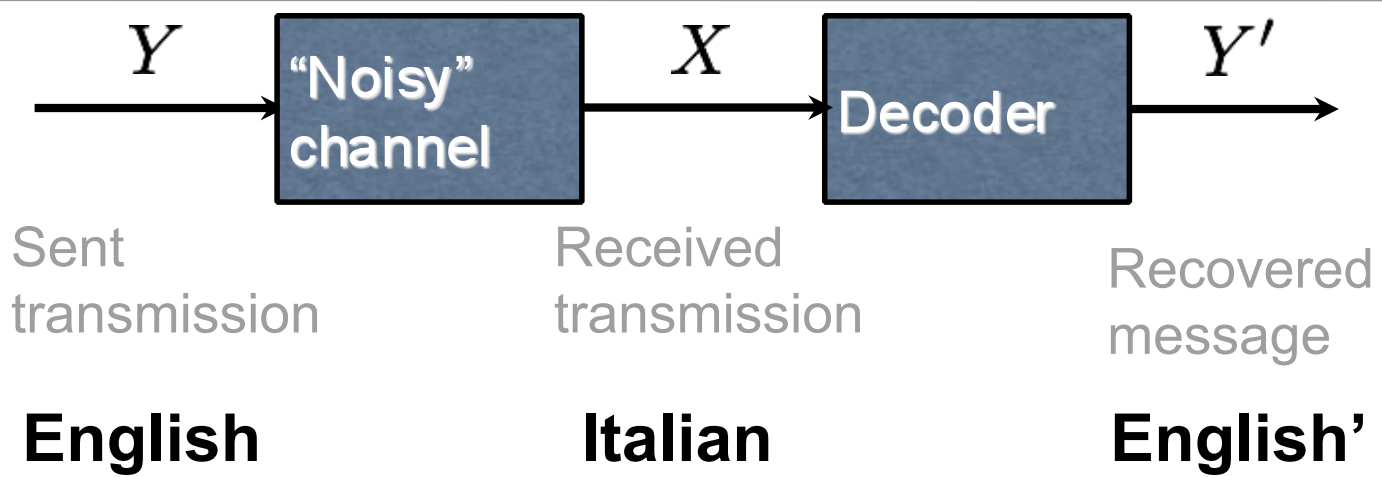 Y
“Noisy”
channel
X
Decoder
Y′
Sent
transmission
Received
transmission
Recovered
message
English
Italian
English’